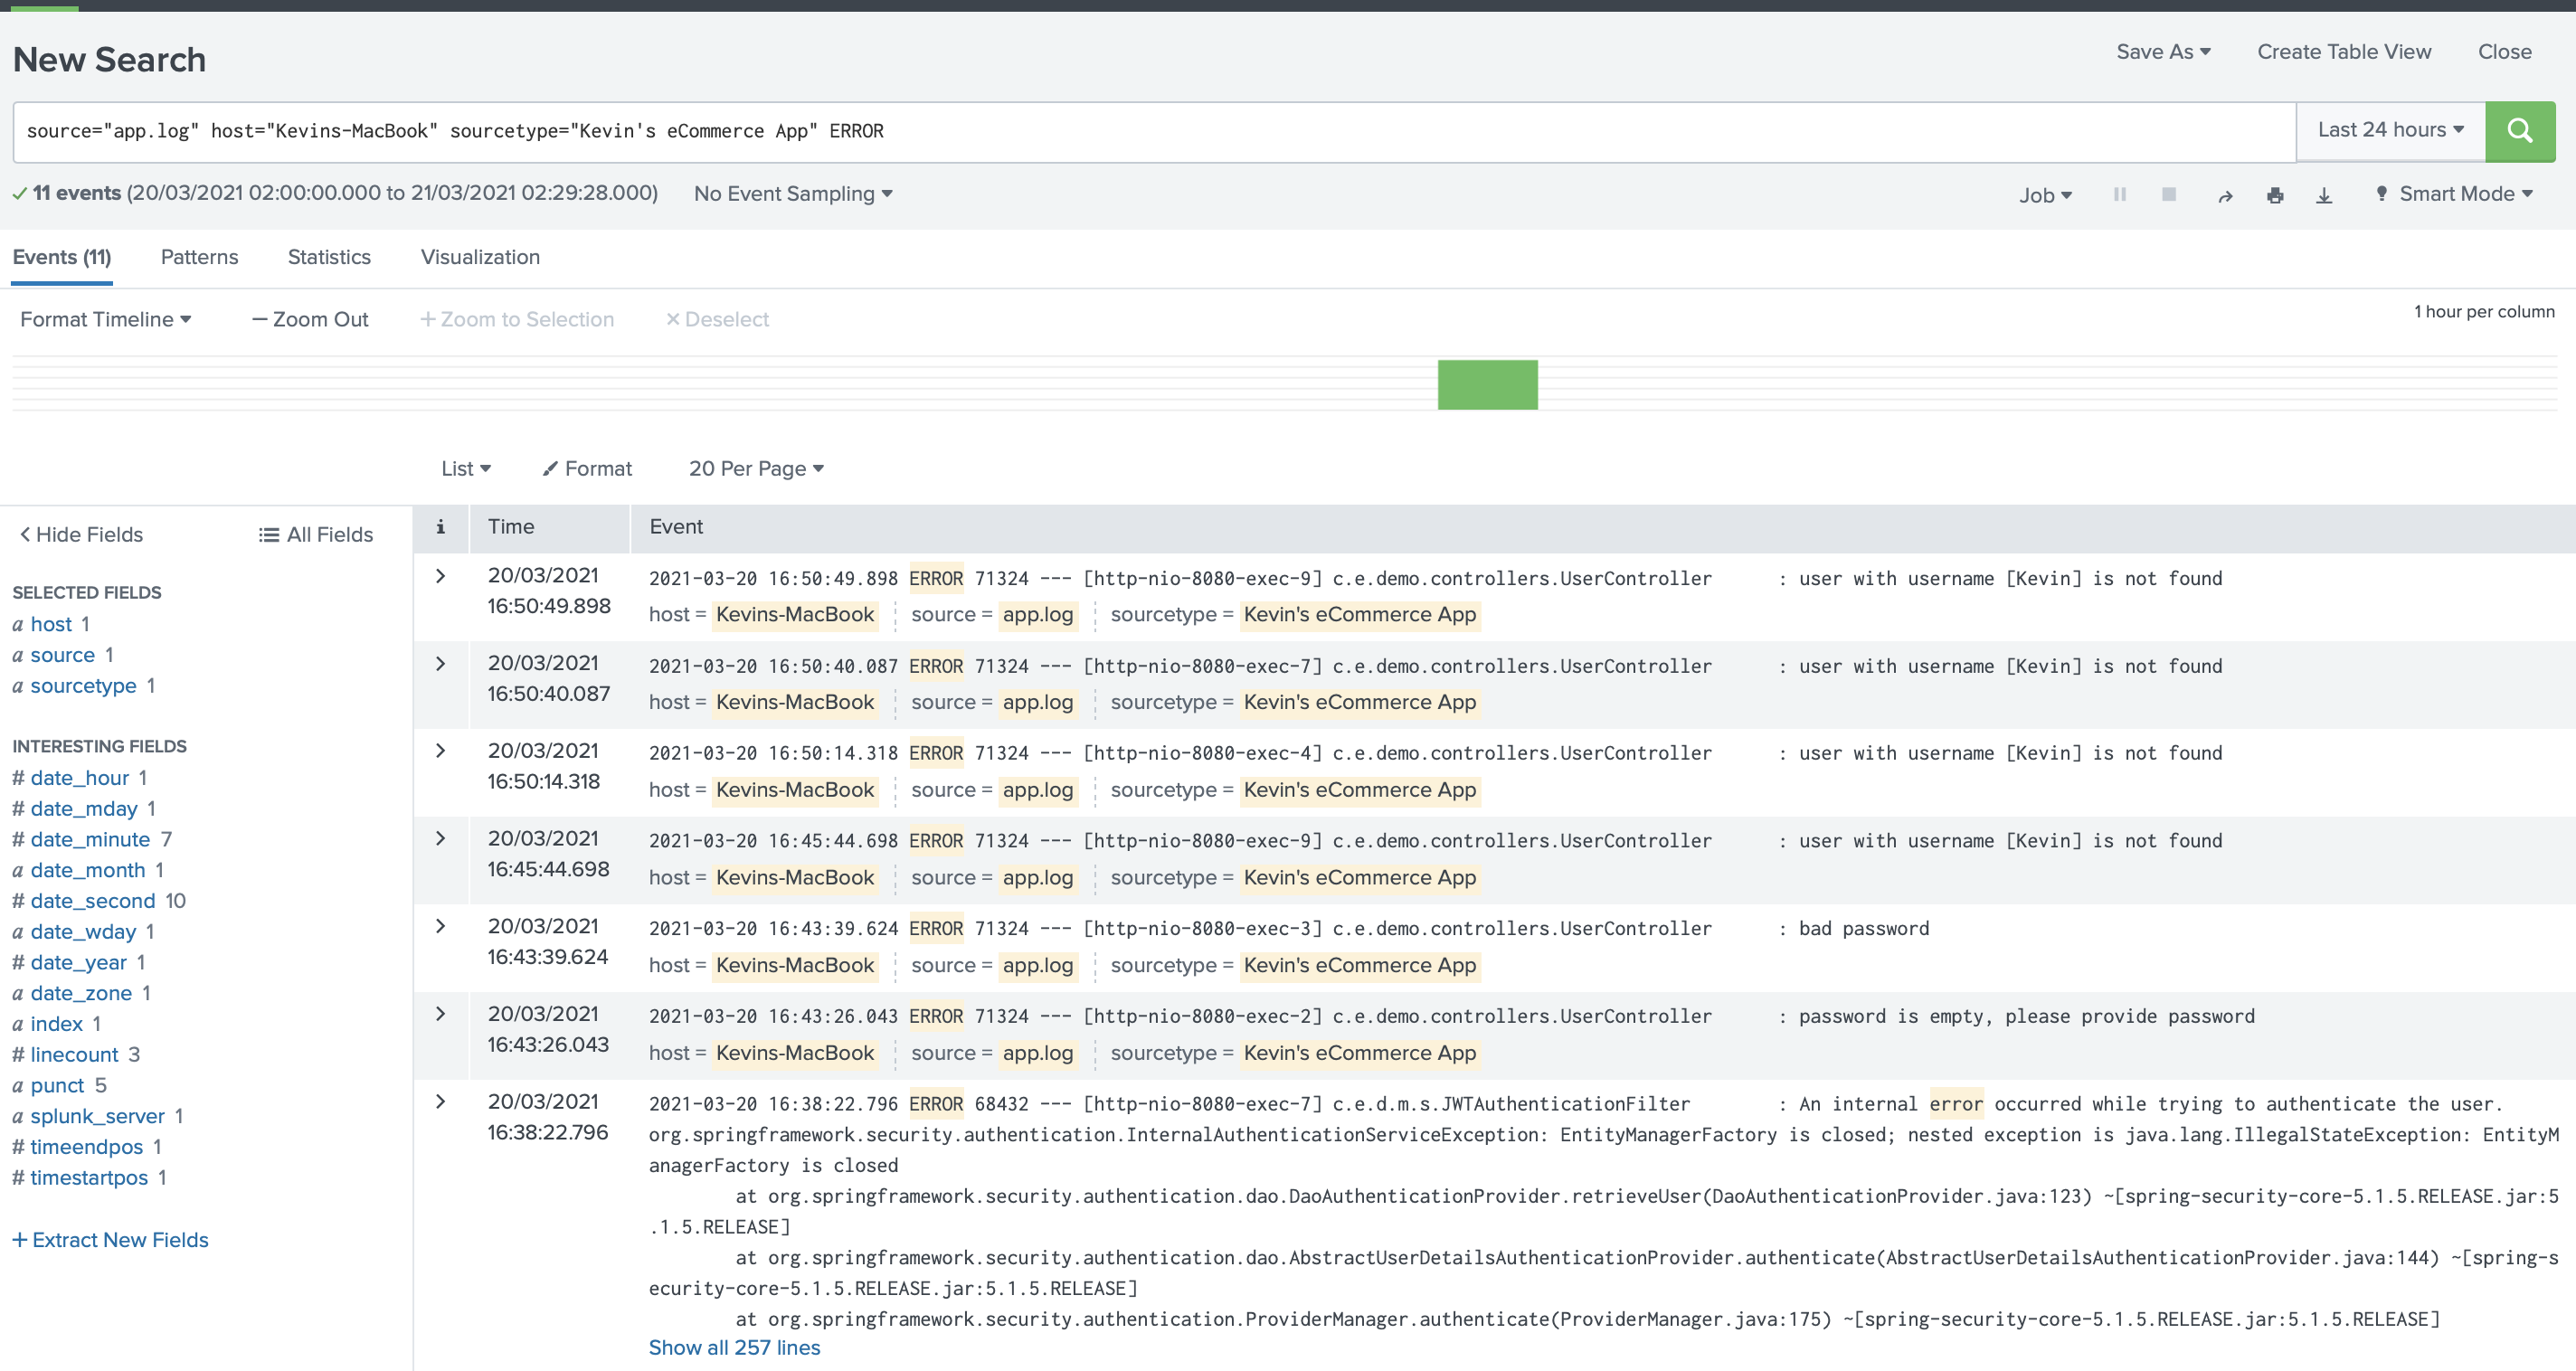 New Search
Save As
Create Table View
Close
source="app.log" host="Kevins-MacBook" sourcetype="Kevin's eCommerce App" ERROR
Last 24 hours
11 events (20/03/2021 02:00:00.000 to 21/03/2021 02:29:28.000)
No Event Sampling
Job
Smart Mode
Events (11)
Patterns
Statistics
Visualization
Format Timeline
— Zoom Out
+ Zoom to Selection
× Deselect
1 hour per column
List
Format
20 Per Page
< Hide Fields
All Fields
SELECTED FIELDS
a host 1
a source 1
a sourcetype 1
INTERESTING FIELDS
# date_hour 1
# date_mday 1
# date_minute 7
a date_month 1
# date_second 10
a date_wday 1
# date_year 1
a date_zone 1
a index 1
# linecount 3
a punct 5
a splunk_server 1
# timeendpos 1
# timestartpos 1
+ Extract New Fields
i
Time
Event
20/03/2021
16:50:49.898
2021-03-20 16:50:49.898 ERROR 71324 --- [http-nio-8080-exec-9] c.e.demo.controllers.UserController : user with username [Kevin] is not found
host = Kevins-MacBook source = app.log sourcetype = Kevin's eCommerce App
20/03/2021
16:50:40.087
2021-03-20 16:50:40.087 ERROR 71324 --- [http-nio-8080-exec-7] c.e.demo.controllers.UserController : user with username [Kevin] is not found
host = Kevins-MacBook source = app.log sourcetype = Kevin's eCommerce App
20/03/2021
16:50:14.318
2021-03-20 16:50:14.318 ERROR 71324 --- [http-nio-8080-exec-4] c.e.demo.controllers.UserController : user with username [Kevin] is not found
host = Kevins-MacBook source = app.log sourcetype = Kevin's eCommerce App
20/03/2021
16:45:44.698
2021-03-20 16:45:44.698 ERROR 71324 --- [http-nio-8080-exec-9] c.e.demo.controllers.UserController : user with username [Kevin] is not found
host = Kevins-MacBook source = app.log sourcetype = Kevin's eCommerce App
20/03/2021
16:43:39.624
2021-03-20 16:43:39.624 ERROR 71324 --- [http-nio-8080-exec-3] c.e.demo.controllers.UserController : bad password
host = Kevins-MacBook source = app.log sourcetype = Kevin's eCommerce App
20/03/2021
16:43:26.043
2021-03-20 16:43:26.043 ERROR 71324 --- [http-nio-8080-exec-2] c.e.demo.controllers.UserController : password is empty, please provide password
host = Kevins-MacBook source = app.log sourcetype = Kevin's eCommerce App
20/03/2021
16:38:22.796
2021-03-20 16:38:22.796 ERROR 68432 --- [http-nio-8080-exec-7] c.e.d.m.s.JWTAuthenticationFilter : An internal error occurred while trying to authenticate the user.
org.springframework.security.authentication.InternalAuthenticationServiceException: EntityManagerFactory is closed; nested exception is java.lang.IllegalStateException: EntityM
anagerFactory is closed
at org.springframework.security.authentication.dao.DaoAuthenticationProvider.retrieveUser(DaoAuthenticationProvider.java:123) ~[spring-security-core-5.1.5.RELEASE.jar:5
.1.5.RELEASE]
at org.springframework.security.authentication.dao.AbstractUserDetailsAuthenticationProvider.authenticate(AbstractUserDetailsAuthenticationProvider.java:144) ~[spring-s
ecurity-core-5.1.5.RELEASE.jar:5.1.5.RELEASE]
at org.springframework.security.authentication.ProviderManager.authenticate(ProviderManager.java:175) ~[spring-security-core-5.1.5.RELEASE.jar:5.1.5.RELEASE]
Show all 257 lines